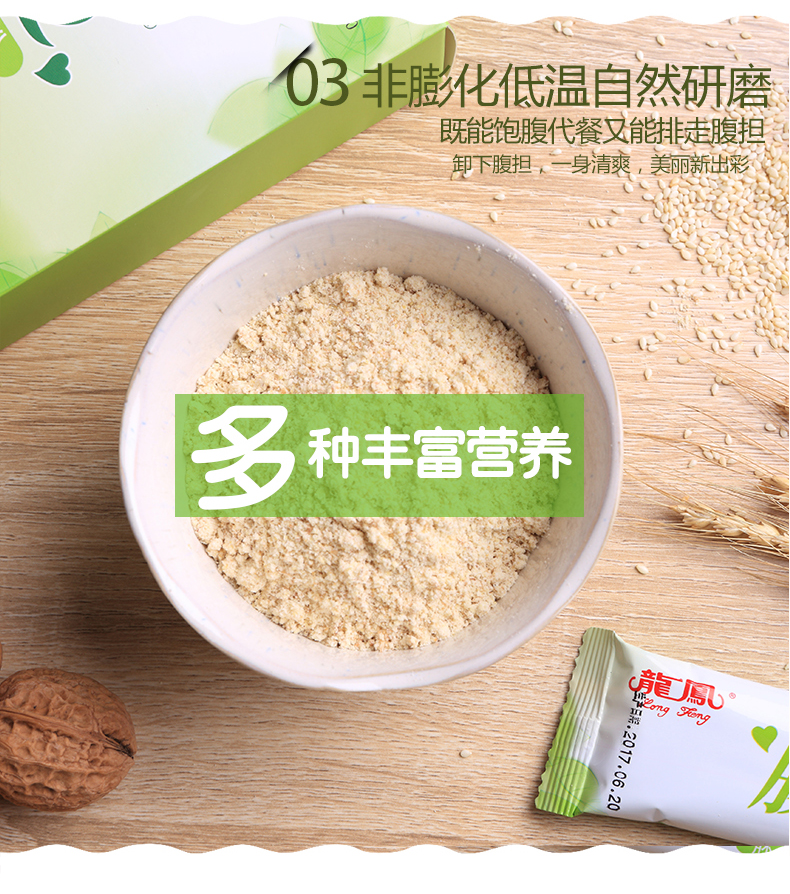 03 非膨化低温自然研磨
既能饱腹代餐又能排走腹担
卸下腹担，一身清爽，美丽新出彩
多种丰富营养
龍鳳®
Long Feng
2017.06.20